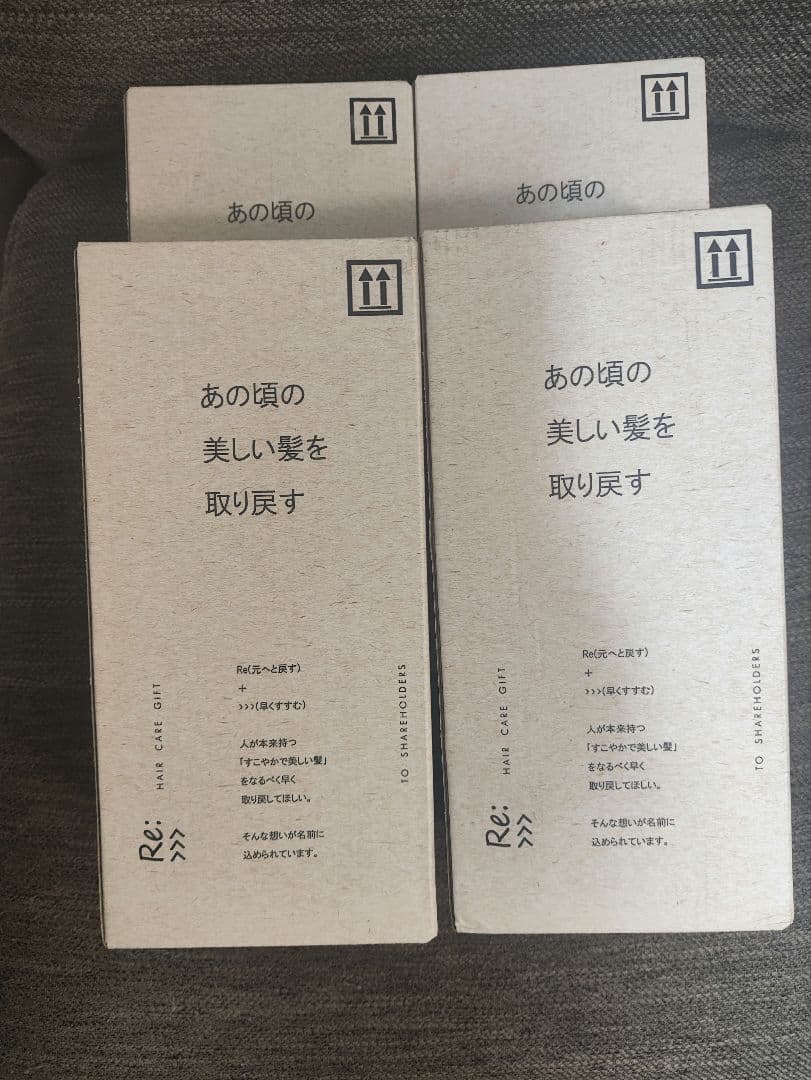 あの頃の
あの頃の
あの頃の
美しい髪を
取り戻す
Re(元へと戻す)
+
>>>(早くすすむ)
人が本来持つ
「すこやかで美しい髪」
をなるべく早く
取り戻してほしい。
そんな想いが名前に
込められています。
Re:>>>
HAIR CARE GIFT
TO SHAREHOLDERS
あの頃の
美しい髪を
取り戻す
Re(元へと戻す)
+
>>>(早くすすむ)
人が本来持つ
「すこやかで美しい髪」
をなるべく早く
取り戻してほしい。
そんな想いが名前に
込められています。
Re:>>>
HAIR CARE GIFT
TO SHAREHOLDERS